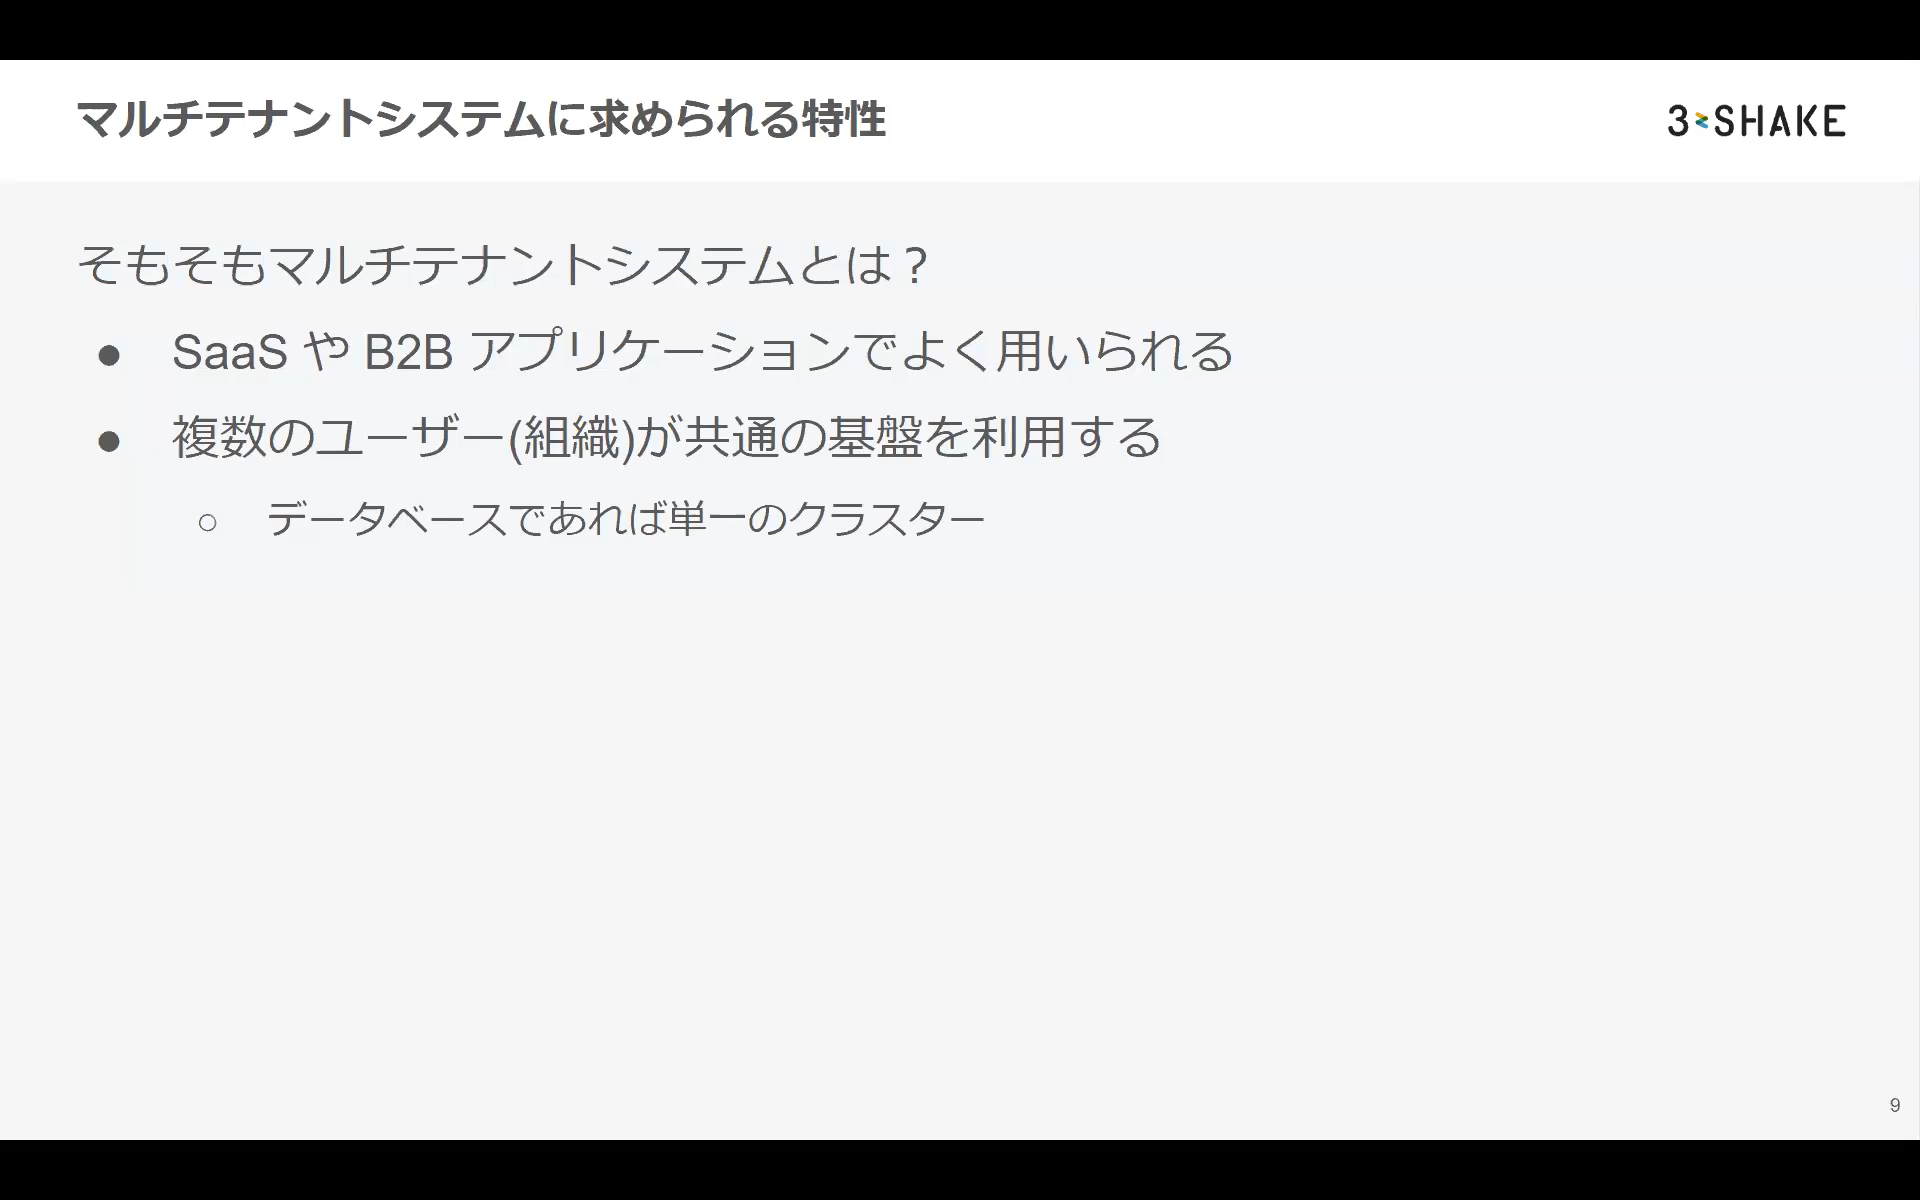 マルチテナントシステムに求められる特性
3 SHAKE
そもそもマルチテナントシステムとは？
● SaaS や B2B アプリケーションでよく用いられる
● 複数のユーザー(組織)が共通の基盤を利用する
○ データベースであれば単一のクラスター
9